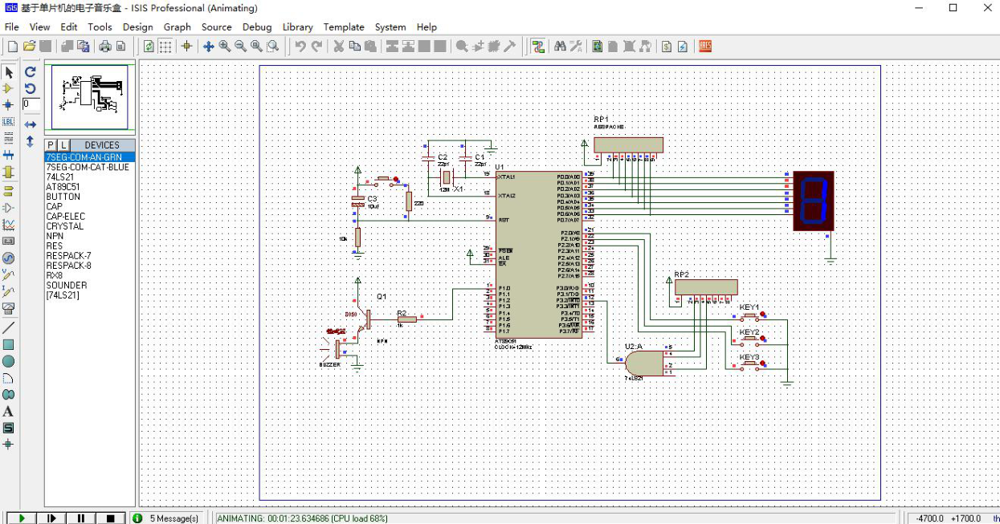 基于单片机的电子音乐盒 - ISIS Professional (Animating)
File View Edit Tools Design Graph Source Debug Library Template System Help
0
LBL
P L DEVICES
7SEG-COM-AN-GRN
7SEG-COM-CAT-BLUE
74LS21
AT89C51
BUTTON
CAP
CAP-ELEC
CRYSTAL
NPN
RES
RESPACK-7
RESPACK-8
RX8
SOUNDER
[74LS21]
RP1
C2
22pf
C1
22pf
12M
X1
C3
10uF
220
10k
U1
19
XTAL1
18
XTAL2
9
RST
29
PSEN
30
ALE
31
EA
1
P1.0
2
P1.1
3
P1.2
4
P1.3
5
P1.4
6
P1.5
7
P1.6
8
P1.7
P0.0/AD0
39
P0.1/AD1
38
P0.2/AD2
37
P0.3/AD3
36
P0.4/AD4
35
P0.5/AD5
34
P0.6/AD6
33
P0.7/AD7
32
P2.0/A8
21
P2.1/A9
22
P2.2/A10
23
P2.3/A11
24
P2.4/A12
25
P2.5/A13
26
P2.6/A14
27
P2.7/A15
28
P3.0/RXD
10
P3.1/TXD
11
P3.2/INT0
12
P3.3/INT1
13
P3.4/T0
14
P3.5/T1
15
P3.6/WR
16
P3.7/RD
17
AT89C51
CLOCK=12MHz
Q1
8050
NPN
R2
1k
BUZZER
RP2
KEY1
KEY2
KEY3
U2:A
6
5
4
2
1
74LS21
5 Message(s)
ANIMATING: 00:01:23.634686 (CPU load 68%)
-4700.0 +1700.0 th